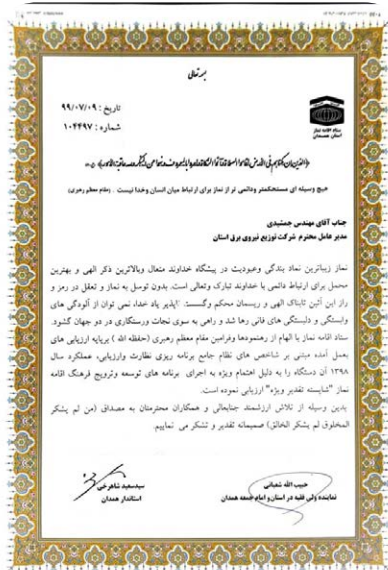 بسمه تعالی
تاریخ : ۹۹/۰۷/۰۹
شماره : ۱۰۴۴۹۷
ستاد اقامه نماز
استان همدان
هیچ وسیله ای مستحکمتر ودائمی تر از نماز برای ارتباط میان انسان وخدا نیست . (مقام معظم رهبری)
جناب آقای مهندس جمشیدی
مدیر عامل محترم شرکت توزیع نیروی برق استان
نماز زیباترین نماد بندگی وعبودیت در پیشگاه خداوند متعال وبالاترین ذکر الهی و بهترین
محمل برای ارتباط دائمی با خداوند تبارک وتعالی است. بدون توسل به نماز و تعقل در رمز و
راز این آئین تابناک الهی و ریسمان محکم وگسست ناپذیر یاد خدا، نمی توان از آلودگی های
وابستگی و دلبستگی های فانی رها شد و راهی به سوی نجات ورستگاری در دو جهان گشود.
ستاد اقامه نماز با الهام از رهنمودها وفرامین مقام معظم رهبری (حفظه الله ) برپایه ارزیابی های
بعمل آمده مبتنی بر شاخص های نظام جامع برنامه ریزی نظارت وارزیابی، عملکرد سال
۱۳۹۸ آن دستگاه را به دلیل اهتمام ویژه به اجرای برنامه های توسعه وترویج فرهنگ اقامه
نماز "شایسته تقدیر ویژه" ارزیابی نموده است.
بدین وسیله از تلاش ارزشمند جنابعالی و همکاران محترمتان به مصداق (من لم یشکر
المخلوق لم یشکر الخالق) صمیمانه تقدیر و تشکر می نماییم.
سیدسعید شاهرخی
استاندار همدان
حبیب الله شعبانی
نماینده ولی فقیه در استان و امام جمعه همدان